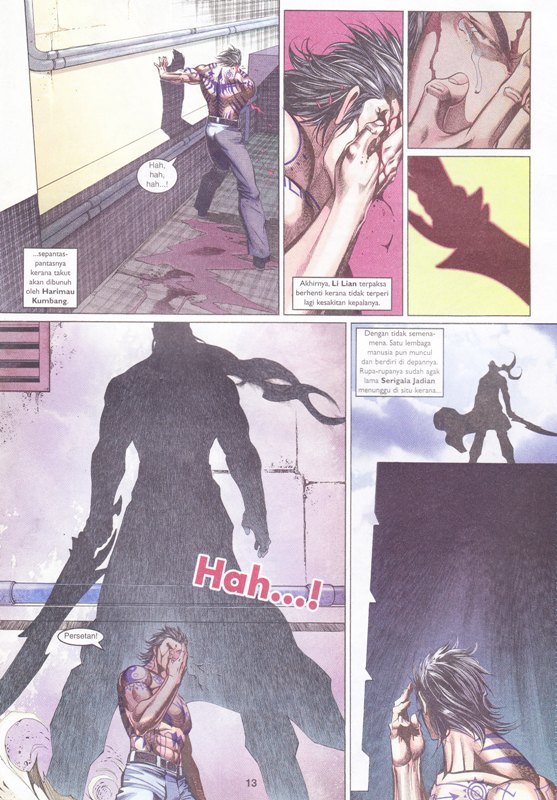 Hah,
hah,
hah...!
...sepantas-
pantasnya
kerana takut
akan dibunuh
oleh Harimau
Kumbang.
Akhirnya, Li Lian terpaksa
berhenti kerana tidak terperi
lagi kesakitan kepalanya.
Dengan tidak semena-
mena. Satu lembaga
manusia pun muncul
dan berdiri di depannya.
Rupa-rupanya sudah agak
lama Serigala Jadian
menunggu di situ kerana...
Hah...!
Persetan!
13